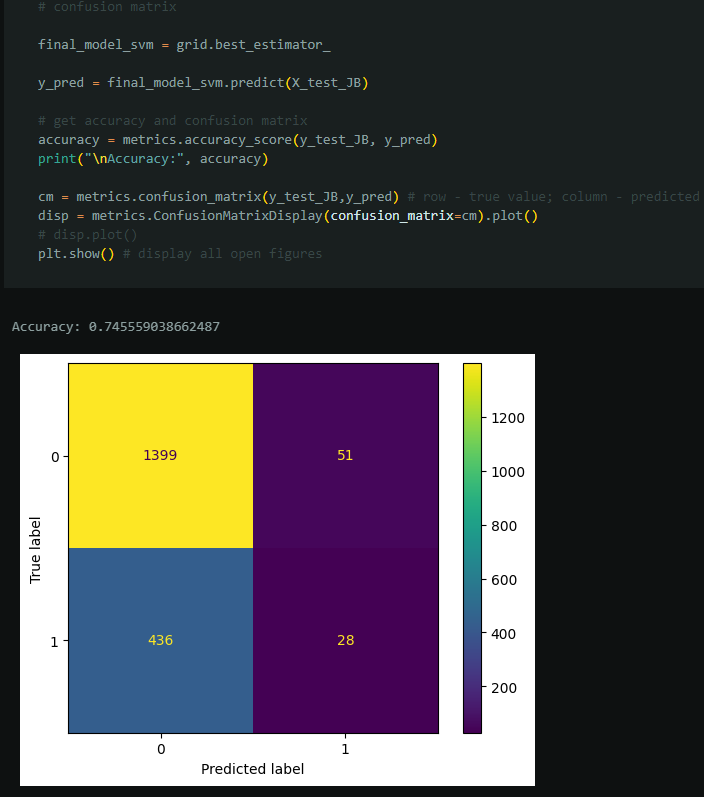 # confusion matrix
final_model_svm = grid.best_estimator_
y_pred = final_model_svm.predict(X_test_JB)
# get accuracy and confusion matrix
accuracy = metrics.accuracy_score(y_test_JB, y_pred)
print("\nAccuracy:", accuracy)
cm = metrics.confusion_matrix(y_test_JB,y_pred) # row - true value; column - predicted
disp = metrics.ConfusionMatrixDisplay(confusion_matrix=cm).plot()
# disp.plot()
plt.show() # display all open figures
Accuracy: 0.745559038662487
1399 51
436 28
0
1
True label
0 1
Predicted label
1200
1000
800
600
400
200